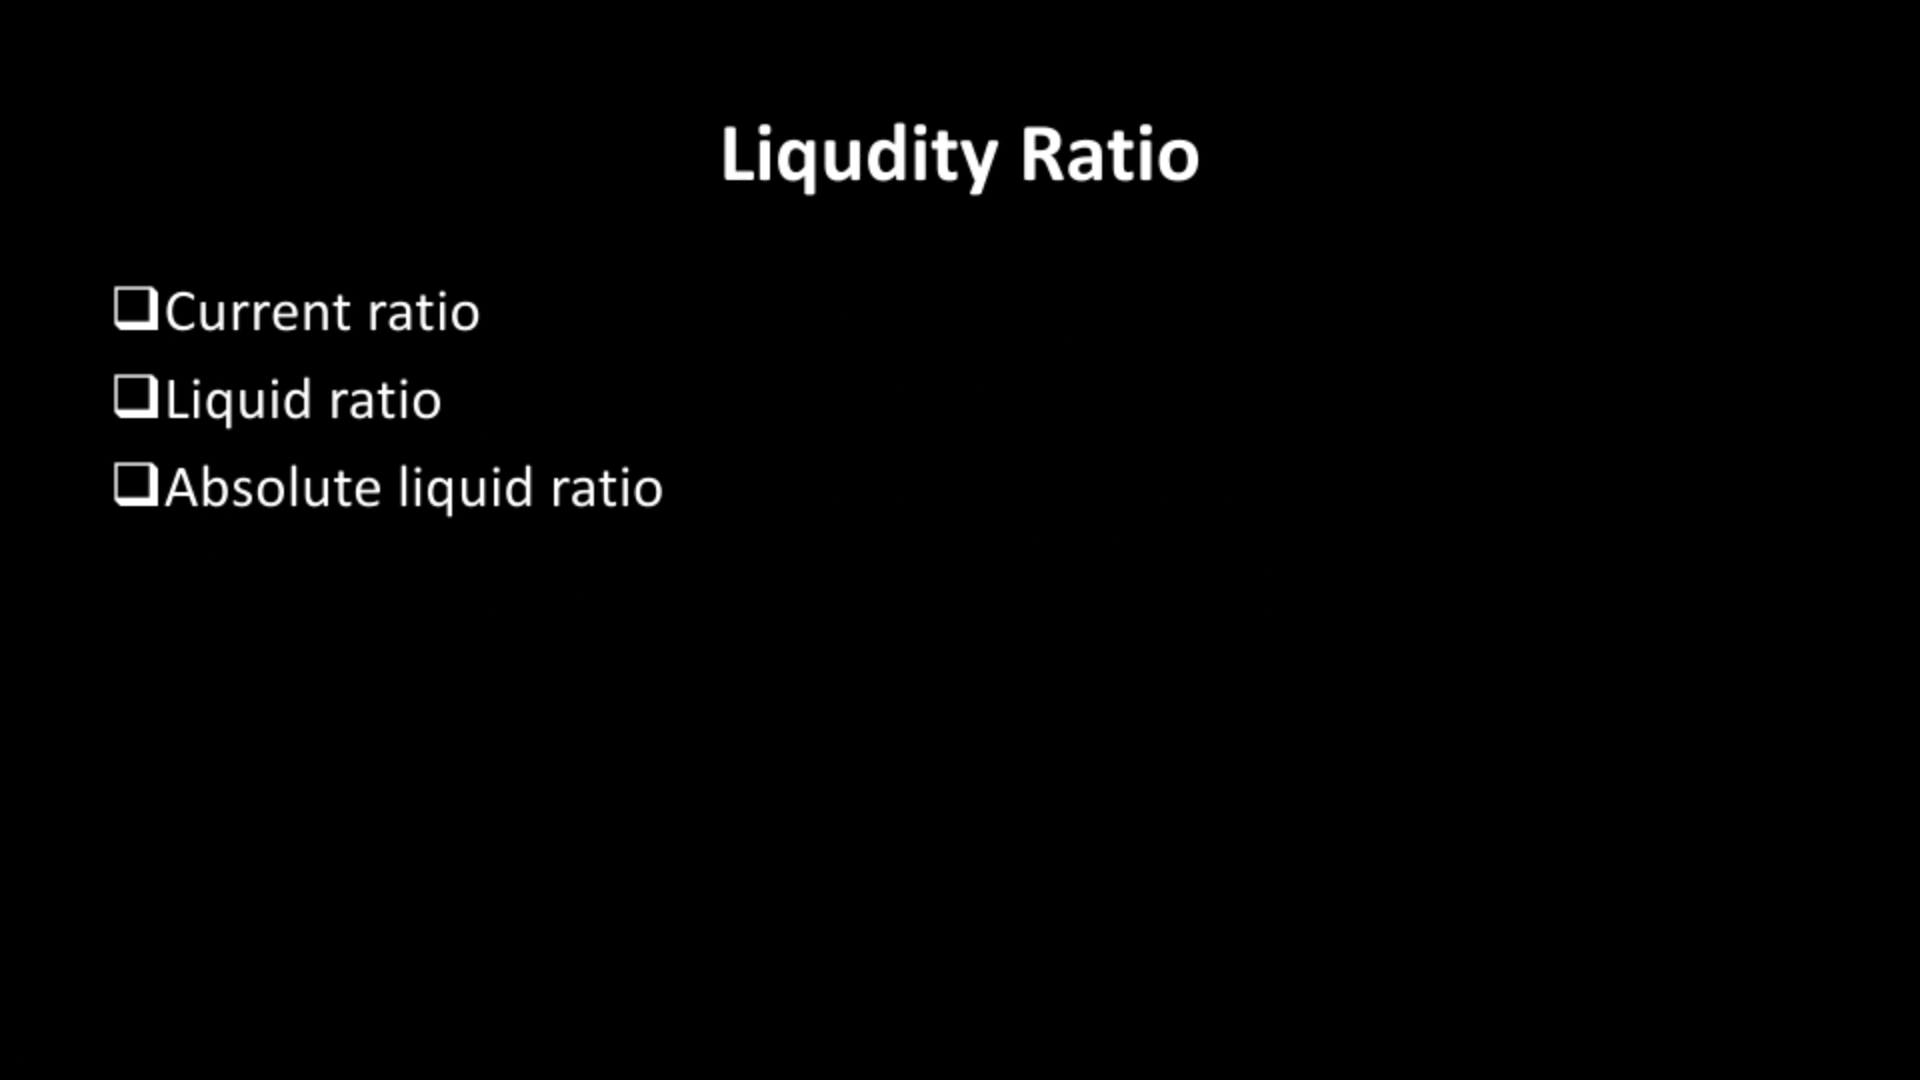 Liqudity Ratio
❑Current ratio
❑Liquid ratio
❑Absolute liquid ratio